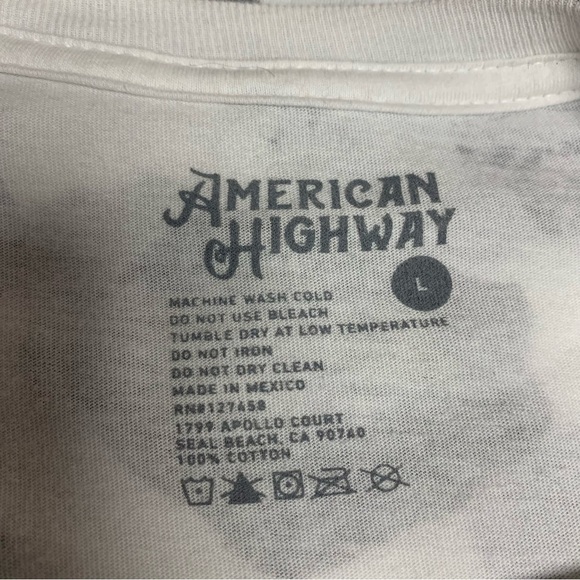 AMERICAN
HIGHWAY
L
MACHINE WASH COLD
DO NOT USE BLEACH
TUMBLE DRY AT LOW TEMPERATURE
DO NOT IRON
DO NOT DRY CLEAN
MADE IN MEXICO
RN#127458
1799 APOLLO COURT
SEAL BEACH, CA 90740
100% COTTON